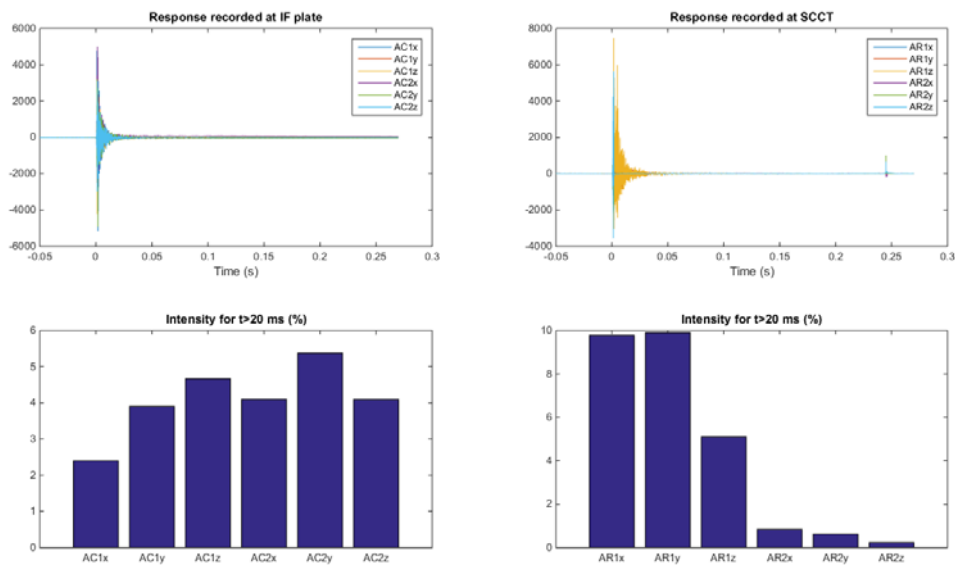 Response recorded at IF plate
6000
4000
2000
0
-2000
-4000
-6000
-0.05 0 0.05 0.1 0.15 0.2 0.25 0.3
Time (s)
AC1x
AC1y
AC1z
AC2x
AC2y
AC2z
Response recorded at SCCT
8000
6000
4000
2000
0
-2000
-4000
-0.05 0 0.05 0.1 0.15 0.2 0.25 0.3
Time (s)
AR1x
AR1y
AR1z
AR2x
AR2y
AR2z
Intensity for t>20 ms (%)
6
5
4
3
2
1
0
AC1x AC1y AC1z AC2x AC2y AC2z
Intensity for t>20 ms (%)
10
8
6
4
2
0
AR1x AR1y AR1z AR2x AR2y AR2z